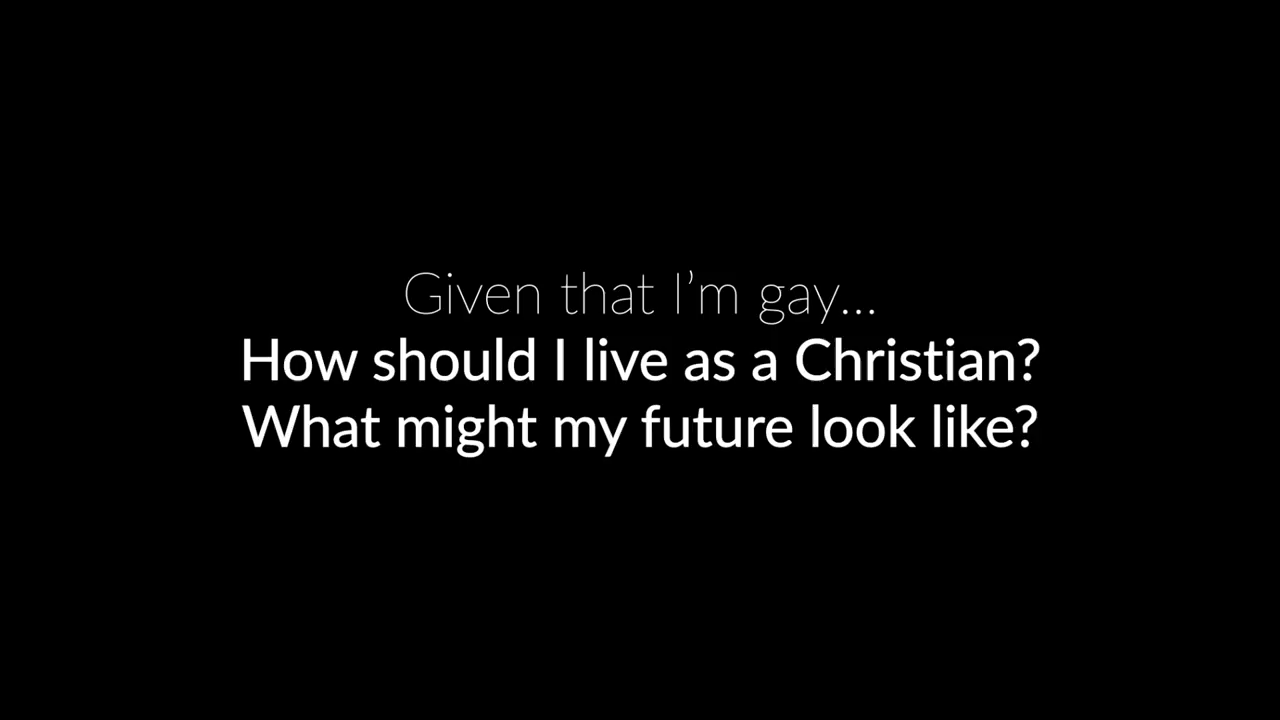 Given that I’m gay…
How should I live as a Christian?
What might my future look like?